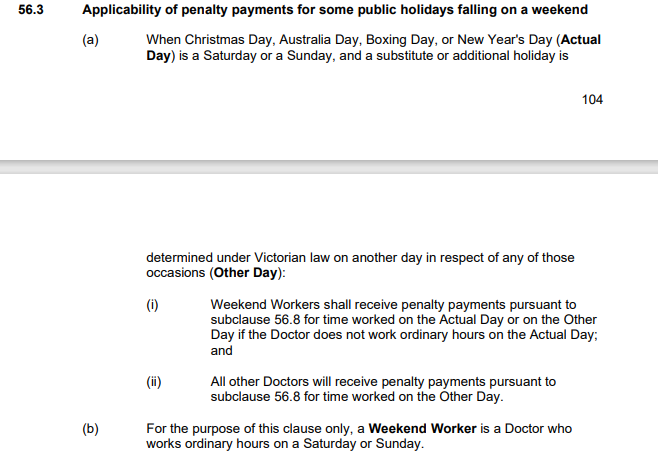 56.3 Applicability of penalty payments for some public holidays falling on a weekend
(a) When Christmas Day, Australia Day, Boxing Day, or New Year's Day (Actual
Day) is a Saturday or a Sunday, and a substitute or additional holiday is
104
determined under Victorian law on another day in respect of any of those
occasions (Other Day):
(i) Weekend Workers shall receive penalty payments pursuant to
subclause 56.8 for time worked on the Actual Day or on the Other
Day if the Doctor does not work ordinary hours on the Actual Day;
and
(ii) All other Doctors will receive penalty payments pursuant to
subclause 56.8 for time worked on the Other Day.
(b) For the purpose of this clause only, a Weekend Worker is a Doctor who
works ordinary hours on a Saturday or Sunday.